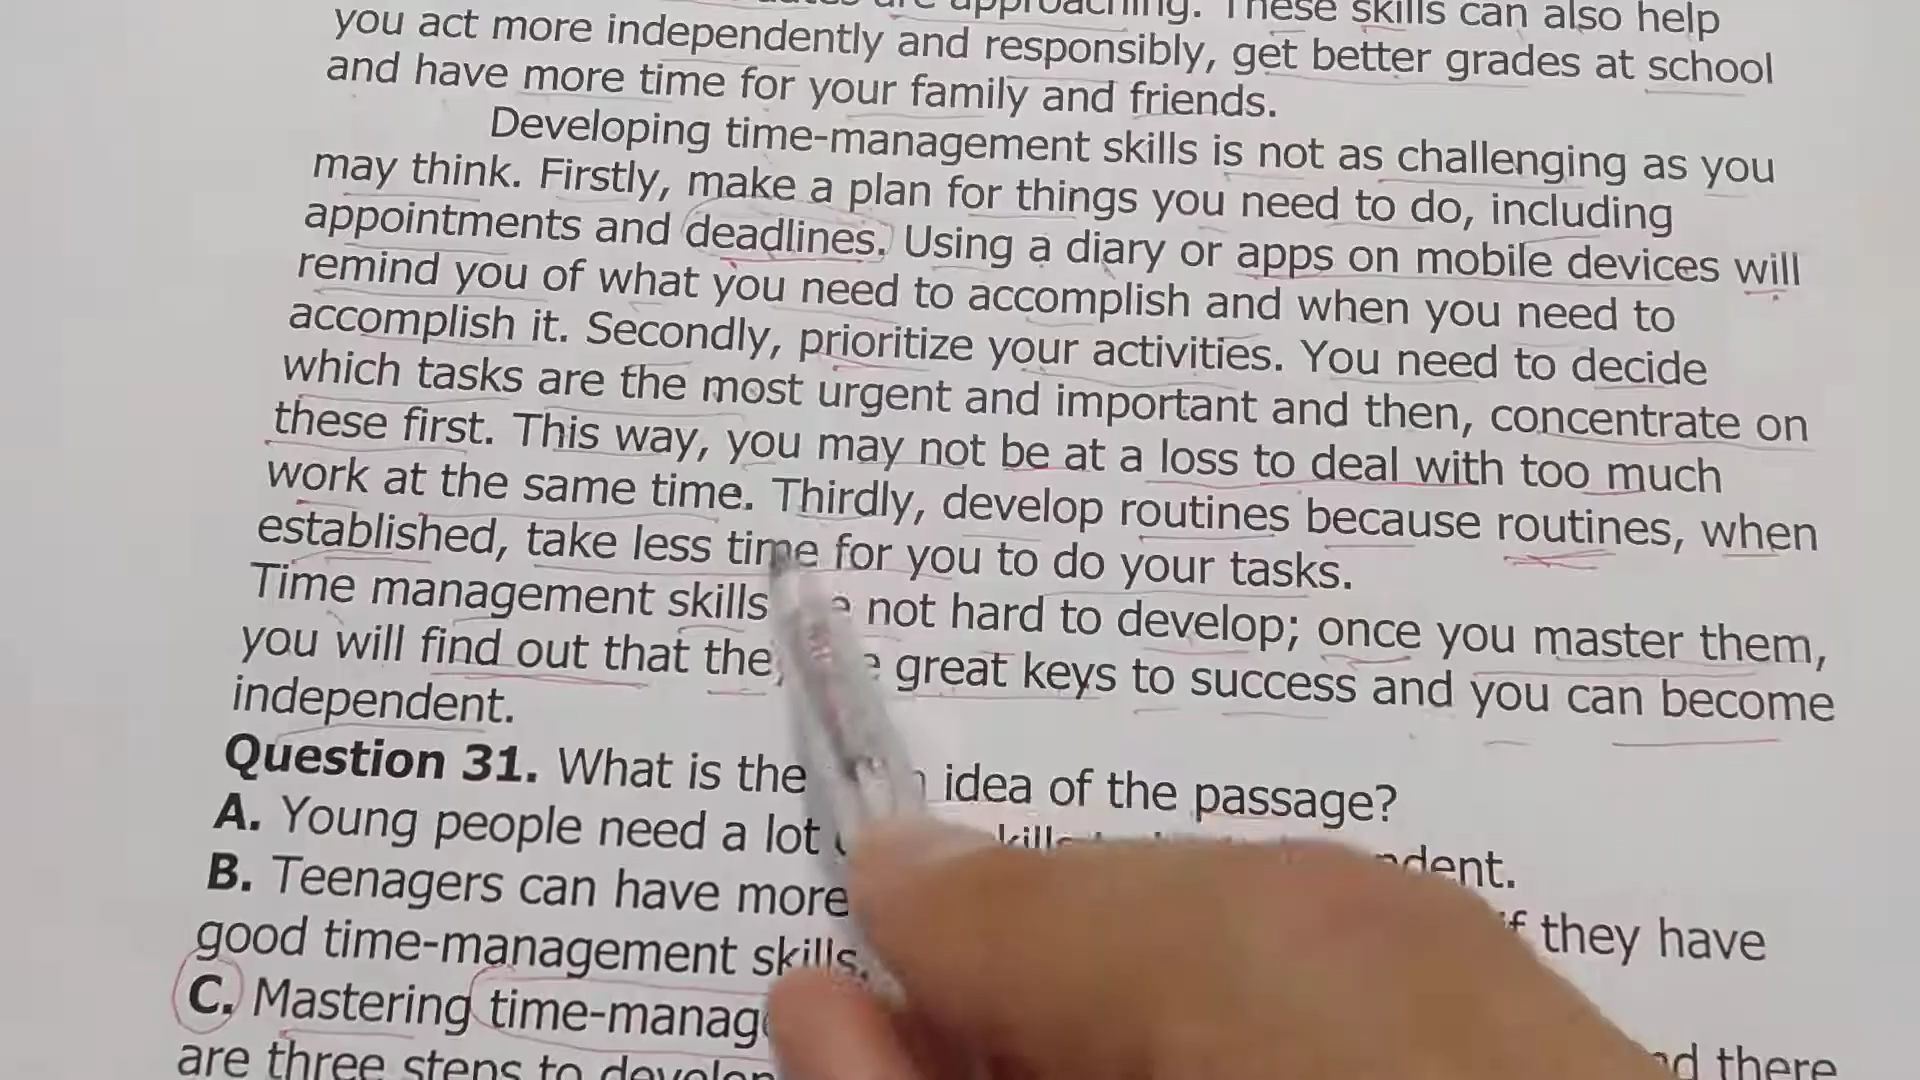 are approaching. These skills can also help
you act more independently and responsibly, get better grades at school
and have more time for your family and friends.
Developing time-management skills is not as challenging as you
may think. Firstly, make a plan for things you need to do, including
appointments and deadlines. Using a diary or apps on mobile devices will
remind you of what you need to accomplish and when you need to
accomplish it. Secondly, prioritize your activities. You need to decide
which tasks are the most urgent and important and then, concentrate on
these first. This way, you may not be at a loss to deal with too much
work at the same time. Thirdly, develop routines because routines, when
established, take less time for you to do your tasks.
Time management skills not hard to develop; once you master them,
you will find out that great keys to success and you can become
independent.
Question 31. What is the idea of the passage?
A. Young people need a lot
B. Teenagers can have more if they have
good time-management skills.
C. Mastering there
are three steps to